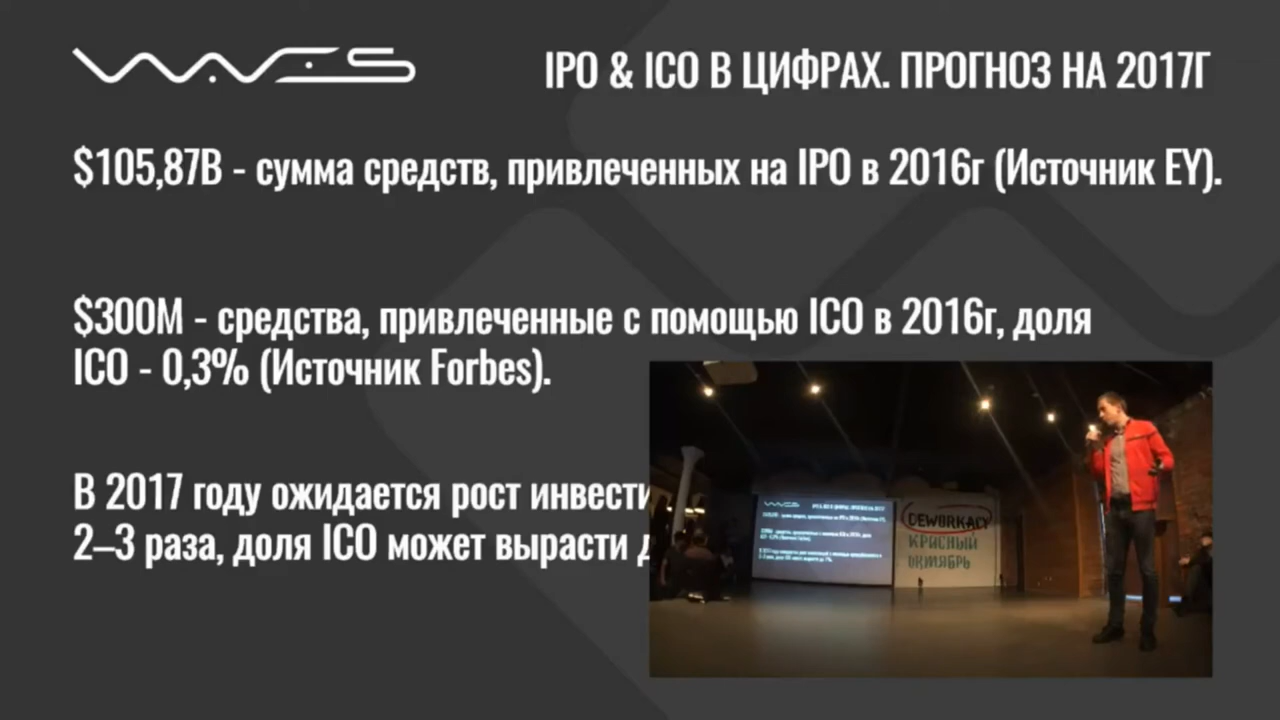 WAVES
IPO & ICO В ЦИФРАХ. ПРОГНОЗ НА 2017Г
$105,87B - сумма средств, привлеченных на IPO в 2016г (Источник EY).
$300M - средства, привлеченные с помощью ICO в 2016г, доля
ICO - 0,3% (Источник Forbes).
В 2017 году ожидается рост инвести
2–3 раза, доля ICO может вырасти д
DEWORKACY
КРАСНЫЙ
ОКТЯБРЬ